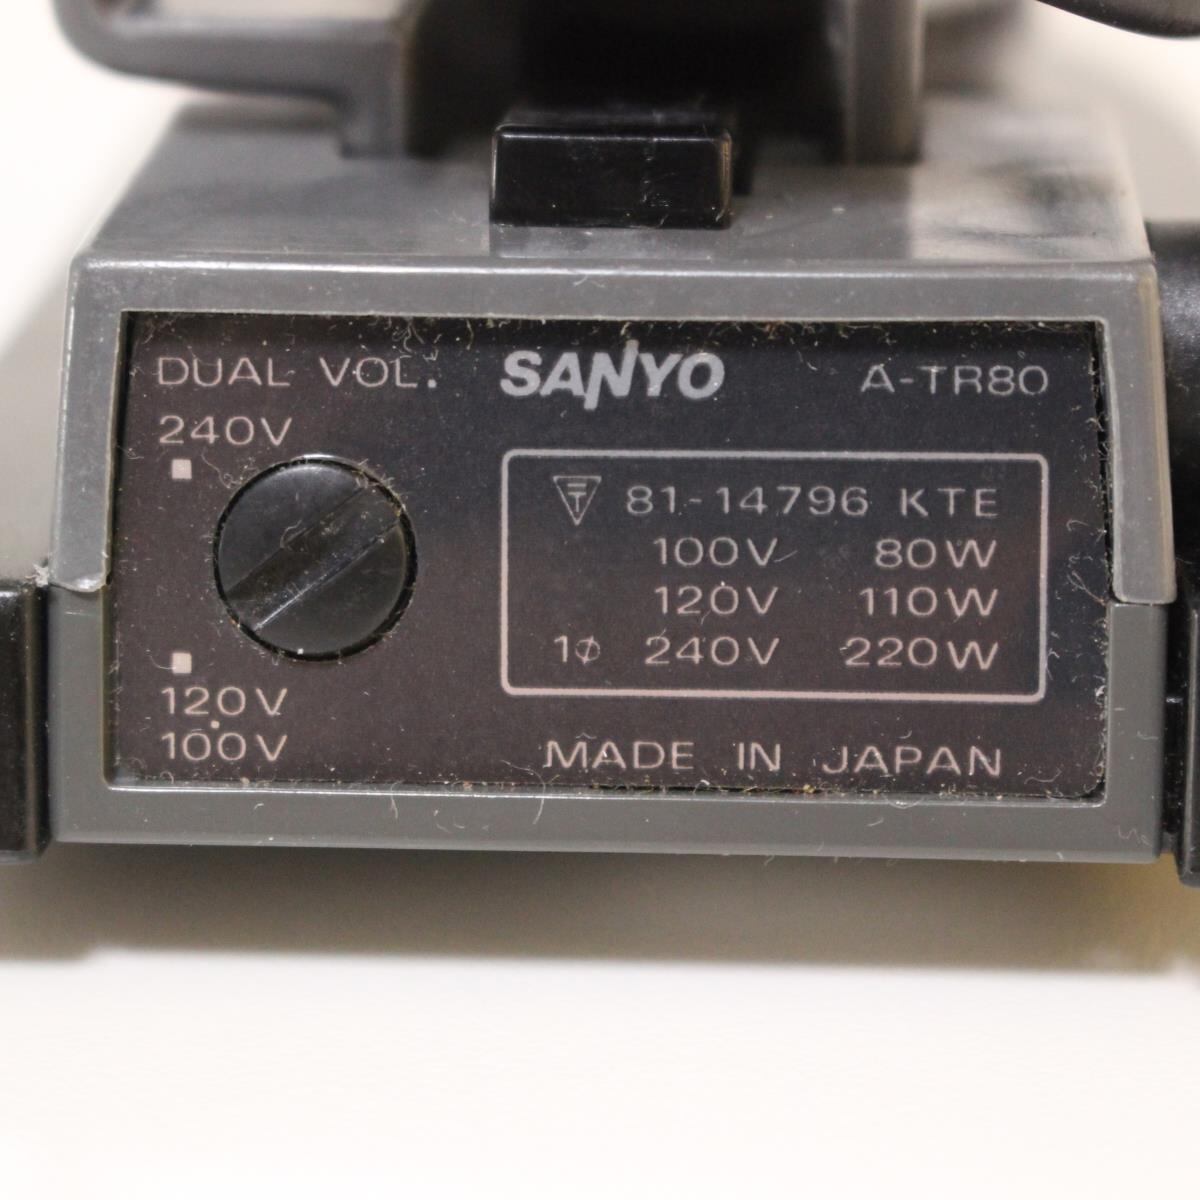 DUAL VOL. SANYO A-TR80
240V
81-14796 KTE
100V 80W
120V 110W
1ø 240V 220W
120V
100V
MADE IN JAPAN